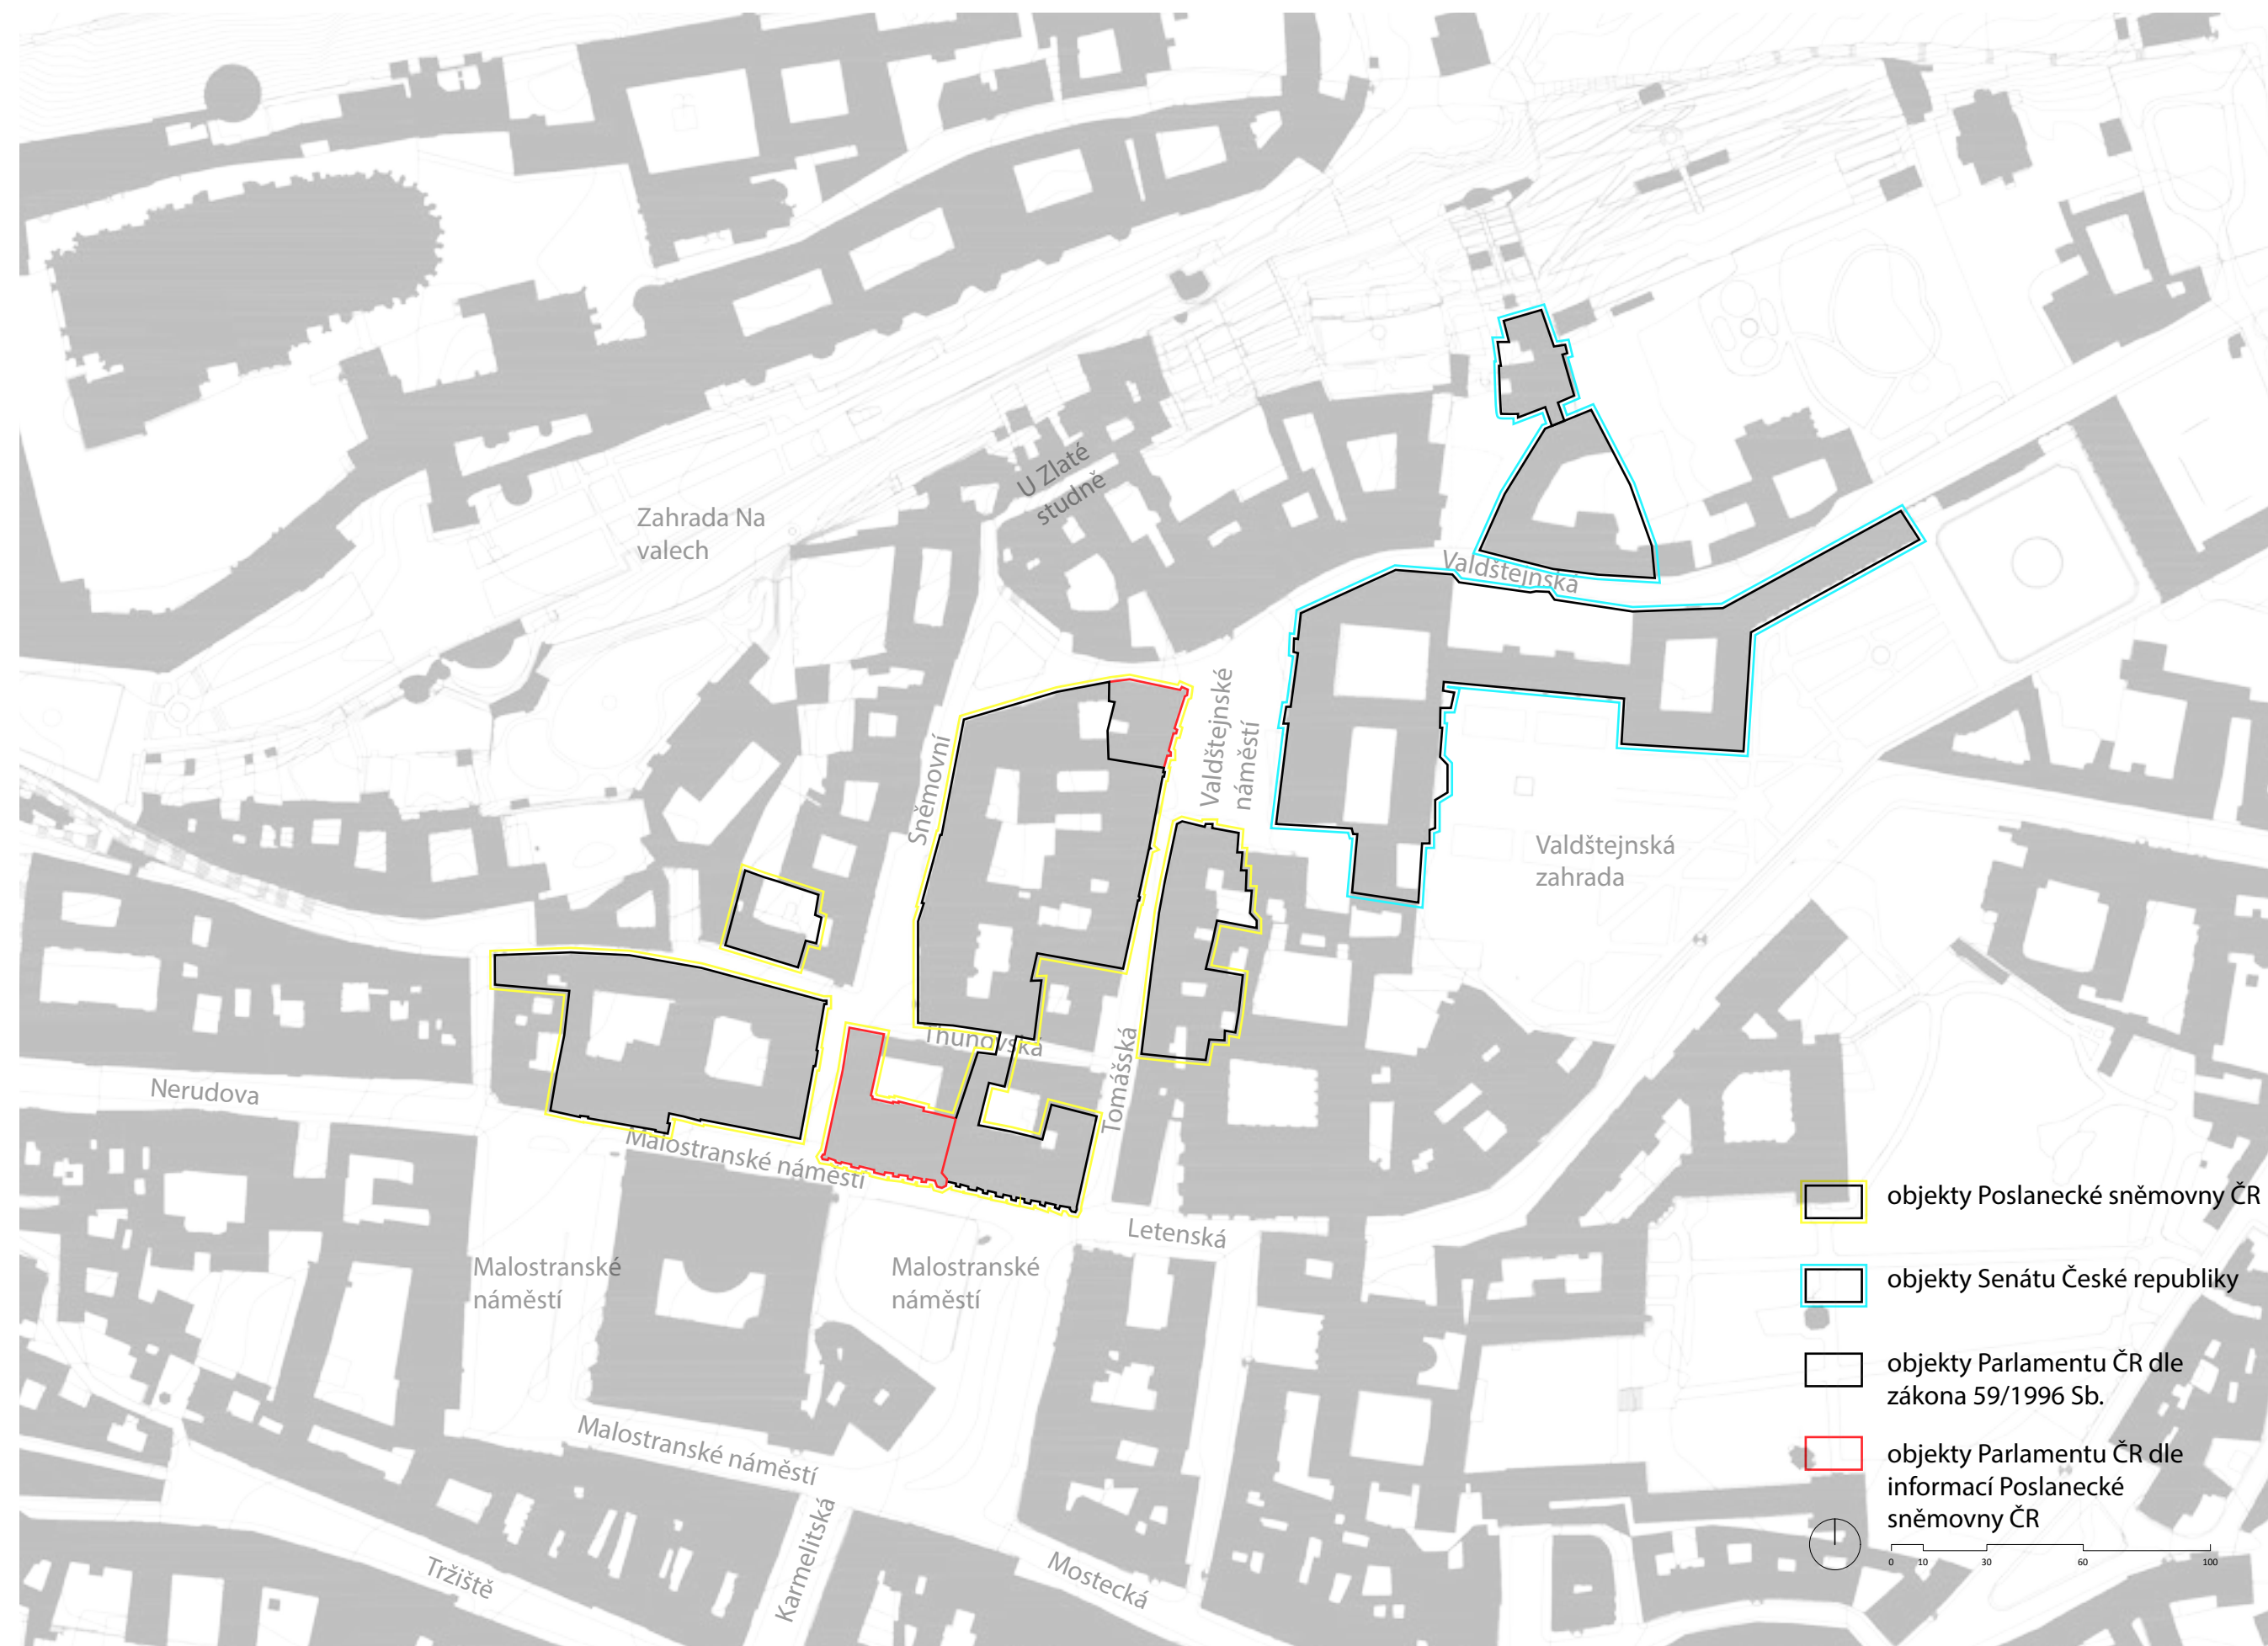 U Zlaté
studně
Zahrada Na
valech
Valdštejnská
Valdštejnské
náměstí
Sněmovní
Valdštejnská
zahrada
Thunovská
Tomášská
Nerudova
Malostranské náměstí
Letenská
Malostranské
náměstí
Malostranské
náměstí
Malostranské náměstí
Karmelitská
Tržiště
Mostecká
objekty Poslanecké sněmovny ČR
objekty Senátu České republiky
objekty Parlamentu ČR dle
zákona 59/1996 Sb.
objekty Parlamentu ČR dle
informací Poslanecké
sněmovny ČR
0 10 30 60 100